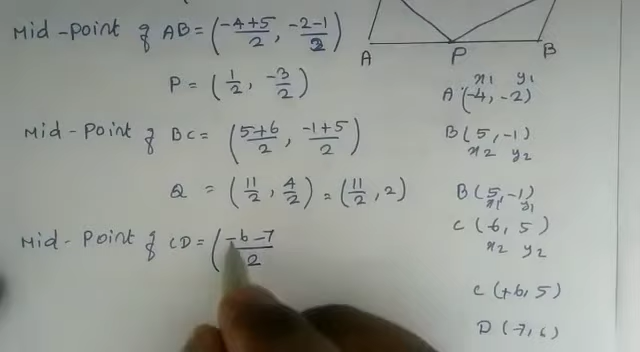 Mid-Point of AB = (-4+5/2, -2-1/2)
P = (1/2, -3/2)
Mid-Point of BC = (5+6/2, -1+5/2)
Q = (11/2, 4/2) = (11/2, 2)
Mid-Point of CD = (-6-7/2
A P B
x1 y1
A (-4, -2)
B (5, -1)
x2 y2
B (5, -1)
x1 y1
C (6, 5)
x2 y2
C (+6, 5)
D (-7, 6)